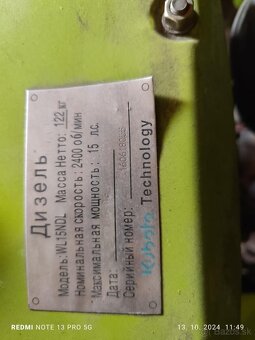 Дизель
Модель: WL15NDL Масса нетто: 122 кг
Номинальная скорость: 2400 об/мин
Максимальная мощность: 15 лс.
Дата:
Серийный номер:
Kubota Technology
REDMI NOTE 13 PRO 5G
13. 10. 2024 11:49